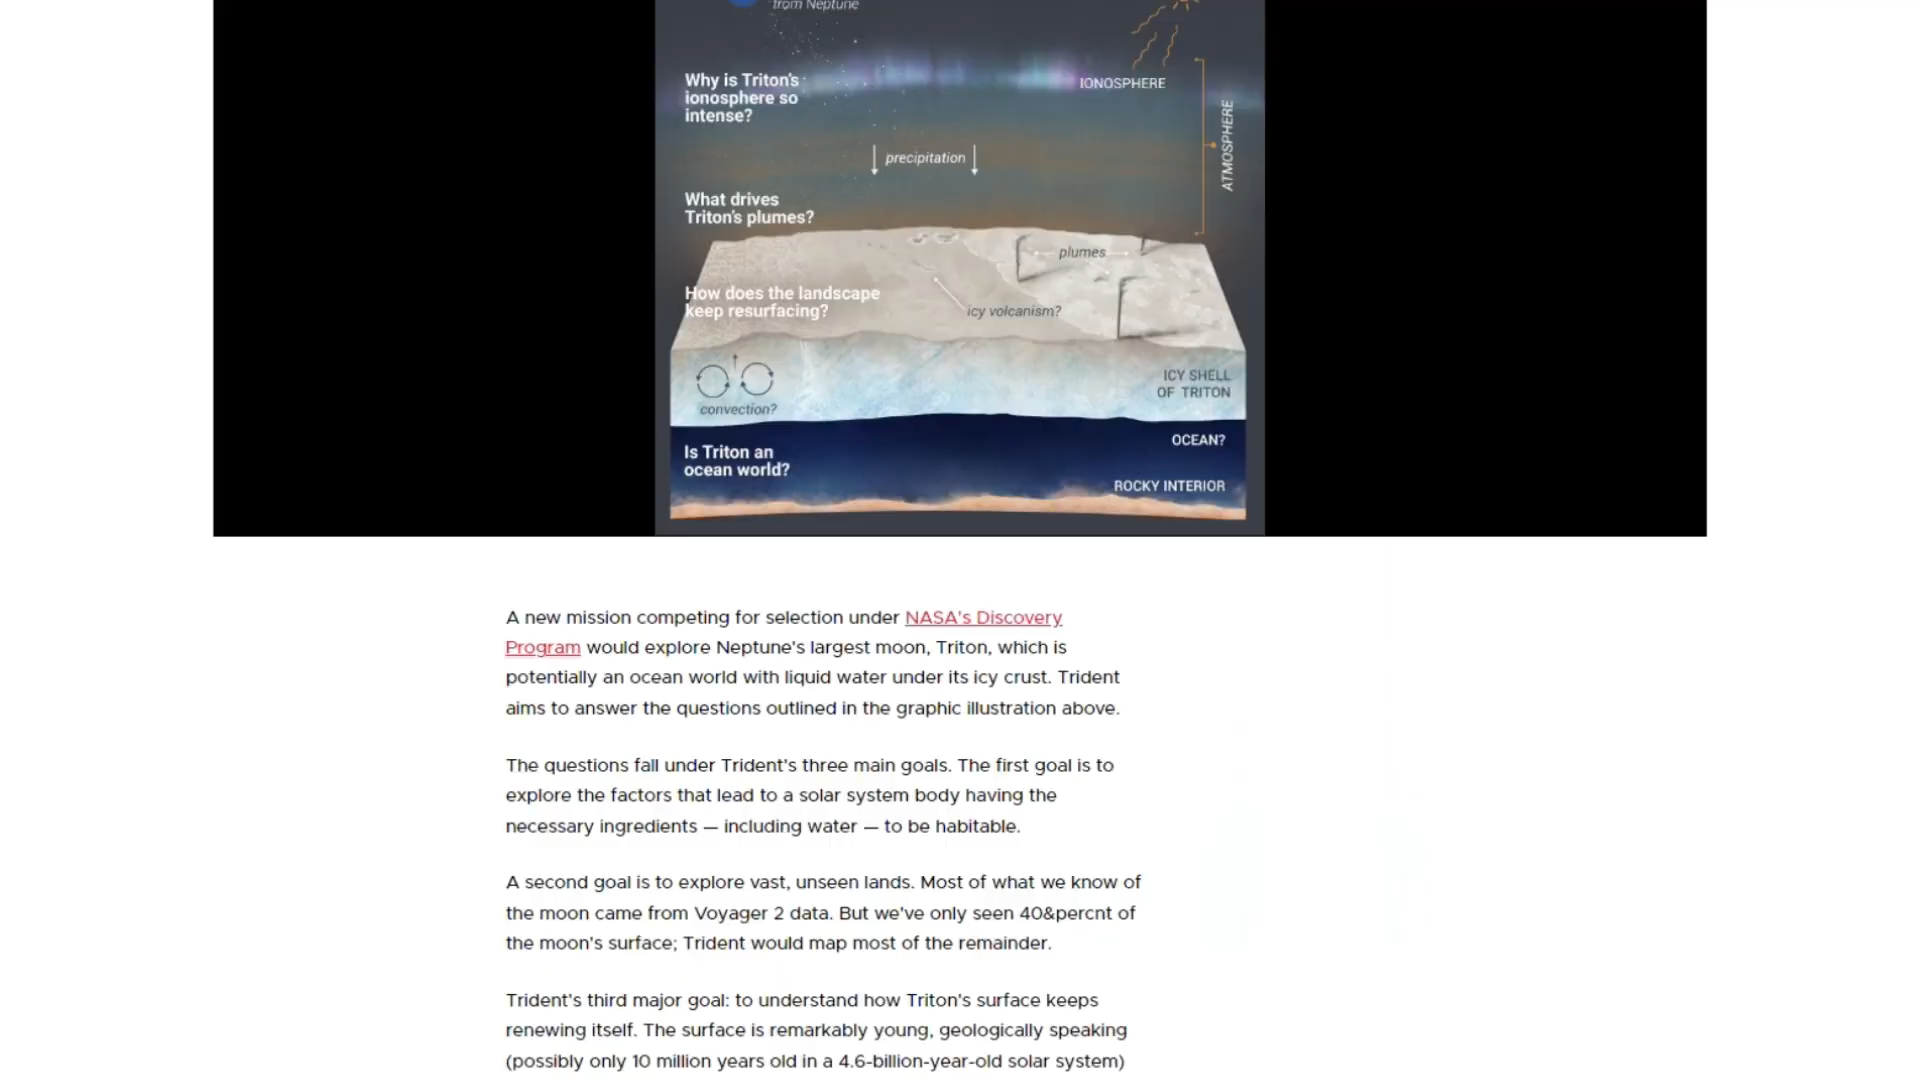 from Neptune
Why is Triton's
ionosphere so
intense?
IONOSPHERE
ATMOSPHERE
precipitation
What drives
Triton's plumes?
plumes
How does the landscape
keep resurfacing?
icy volcanism?
convection?
ICY SHELL
OF TRITON
OCEAN?
Is Triton an
ocean world?
ROCKY INTERIOR
A new mission competing for selection under NASA's Discovery
Program would explore Neptune's largest moon, Triton, which is
potentially an ocean world with liquid water under its icy crust. Trident
aims to answer the questions outlined in the graphic illustration above.
The questions fall under Trident's three main goals. The first goal is to
explore the factors that lead to a solar system body having the
necessary ingredients — including water — to be habitable.
A second goal is to explore vast, unseen lands. Most of what we know of
the moon came from Voyager 2 data. But we've only seen 40&percnt of
the moon's surface; Trident would map most of the remainder.
Trident's third major goal: to understand how Triton's surface keeps
renewing itself. The surface is remarkably young, geologically speaking
(possibly only 10 million years old in a 4.6-billion-year-old solar system)